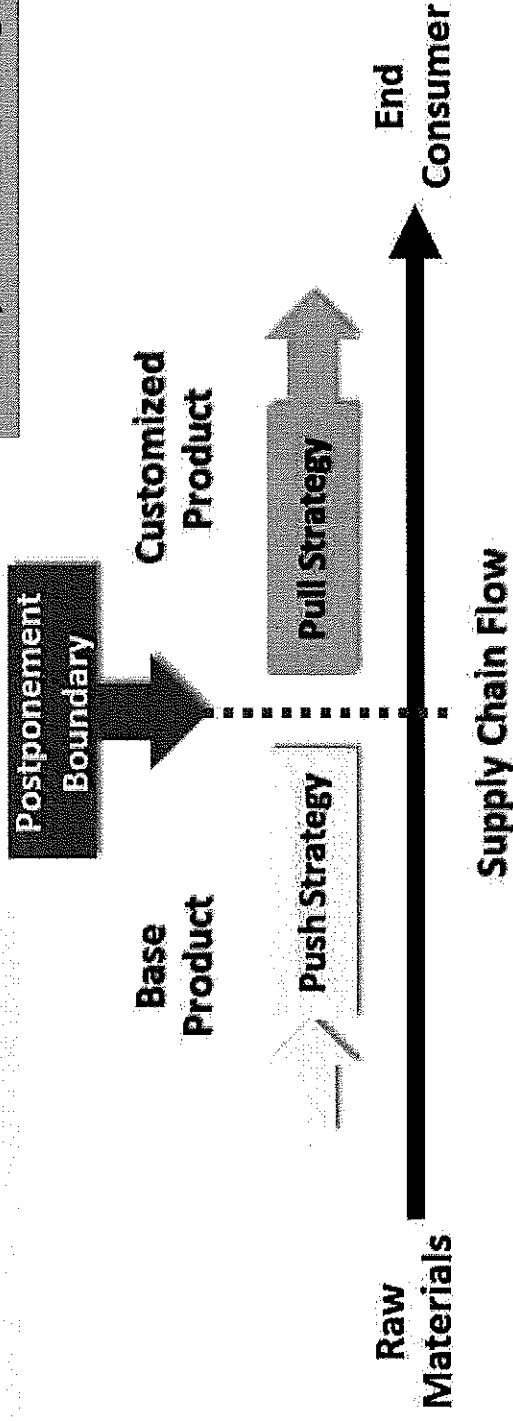 Postponement
Boundary
Base
Product
Customized
Product
Push Strategy
Pull Strategy
Raw
Materials
End
Consumer
Supply Chain Flow